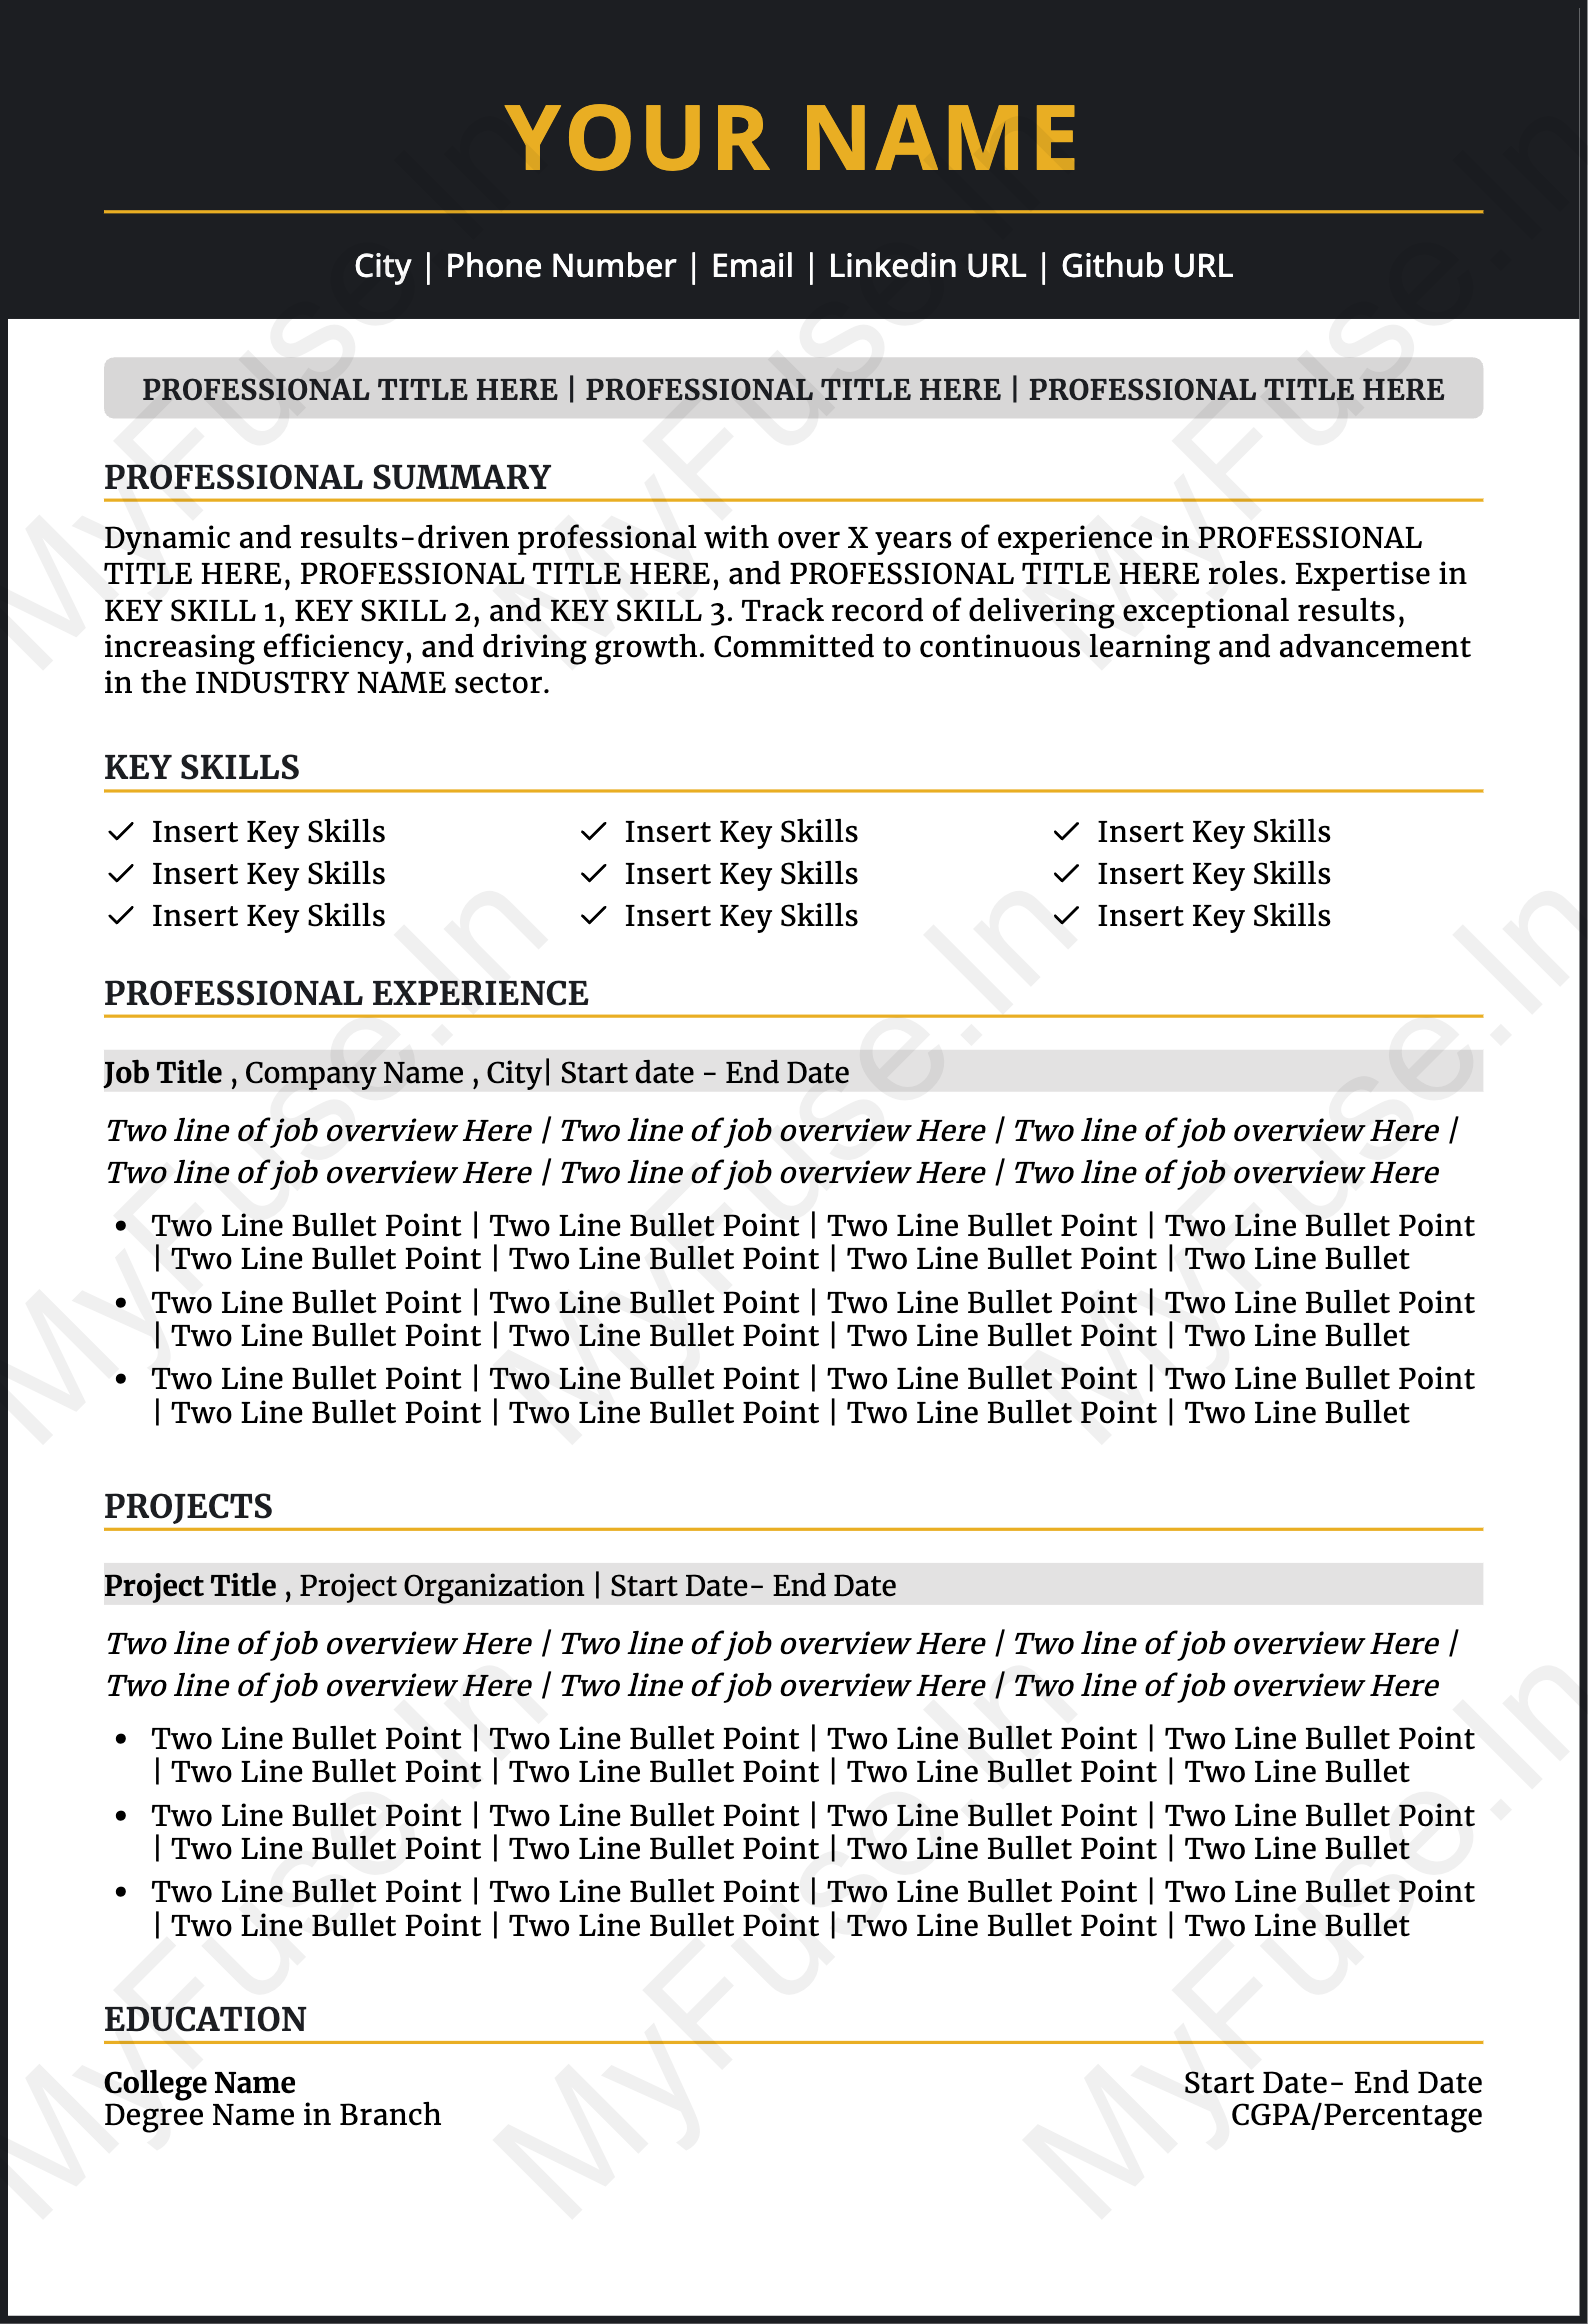 YOUR NAME
City | Phone Number | Email | Linkedin URL | Github URL
PROFESSIONAL TITLE HERE | PROFESSIONAL TITLE HERE | PROFESSIONAL TITLE HERE
PROFESSIONAL SUMMARY
Dynamic and results-driven professional with over X years of experience in PROFESSIONAL
TITLE HERE, PROFESSIONAL TITLE HERE, and PROFESSIONAL TITLE HERE roles. Expertise in
KEY SKILL 1, KEY SKILL 2, and KEY SKILL 3. Track record of delivering exceptional results,
increasing efficiency, and driving growth. Committed to continuous learning and advancement
in the INDUSTRY NAME sector.
KEY SKILLS
✓ Insert Key Skills ✓ Insert Key Skills ✓ Insert Key Skills
✓ Insert Key Skills ✓ Insert Key Skills ✓ Insert Key Skills
✓ Insert Key Skills ✓ Insert Key Skills ✓ Insert Key Skills
PROFESSIONAL EXPERIENCE
Job Title , Company Name , City| Start date - End Date
Two line of job overview Here | Two line of job overview Here | Two line of job overview Here |
Two line of job overview Here | Two line of job overview Here | Two line of job overview Here
• Two Line Bullet Point | Two Line Bullet Point | Two Line Bullet Point | Two Line Bullet Point
| Two Line Bullet Point | Two Line Bullet Point | Two Line Bullet Point | Two Line Bullet
• Two Line Bullet Point | Two Line Bullet Point | Two Line Bullet Point | Two Line Bullet Point
| Two Line Bullet Point | Two Line Bullet Point | Two Line Bullet Point | Two Line Bullet
• Two Line Bullet Point | Two Line Bullet Point | Two Line Bullet Point | Two Line Bullet Point
| Two Line Bullet Point | Two Line Bullet Point | Two Line Bullet Point | Two Line Bullet
PROJECTS
Project Title , Project Organization | Start Date- End Date
Two line of job overview Here | Two line of job overview Here | Two line of job overview Here |
Two line of job overview Here | Two line of job overview Here | Two line of job overview Here
• Two Line Bullet Point | Two Line Bullet Point | Two Line Bullet Point | Two Line Bullet Point
| Two Line Bullet Point | Two Line Bullet Point | Two Line Bullet Point | Two Line Bullet
• Two Line Bullet Point | Two Line Bullet Point | Two Line Bullet Point | Two Line Bullet Point
| Two Line Bullet Point | Two Line Bullet Point | Two Line Bullet Point | Two Line Bullet
• Two Line Bullet Point | Two Line Bullet Point | Two Line Bullet Point | Two Line Bullet Point
| Two Line Bullet Point | Two Line Bullet Point | Two Line Bullet Point | Two Line Bullet
EDUCATION
College Name Start Date- End Date
Degree Name in Branch CGPA/Percentage
MyFuse.In
MyFuse.In
MyFuse.In
MyFuse.In
MyFuse.In
MyFuse.In
MyFuse.In
MyFuse.In
MyFuse.In